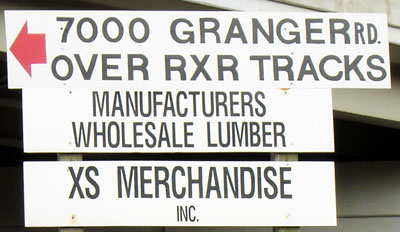 7000 GRANGER RD.
OVER RXR TRACKS
MANUFACTURERS
WHOLESALE LUMBER
XS MERCHANDISE
INC.